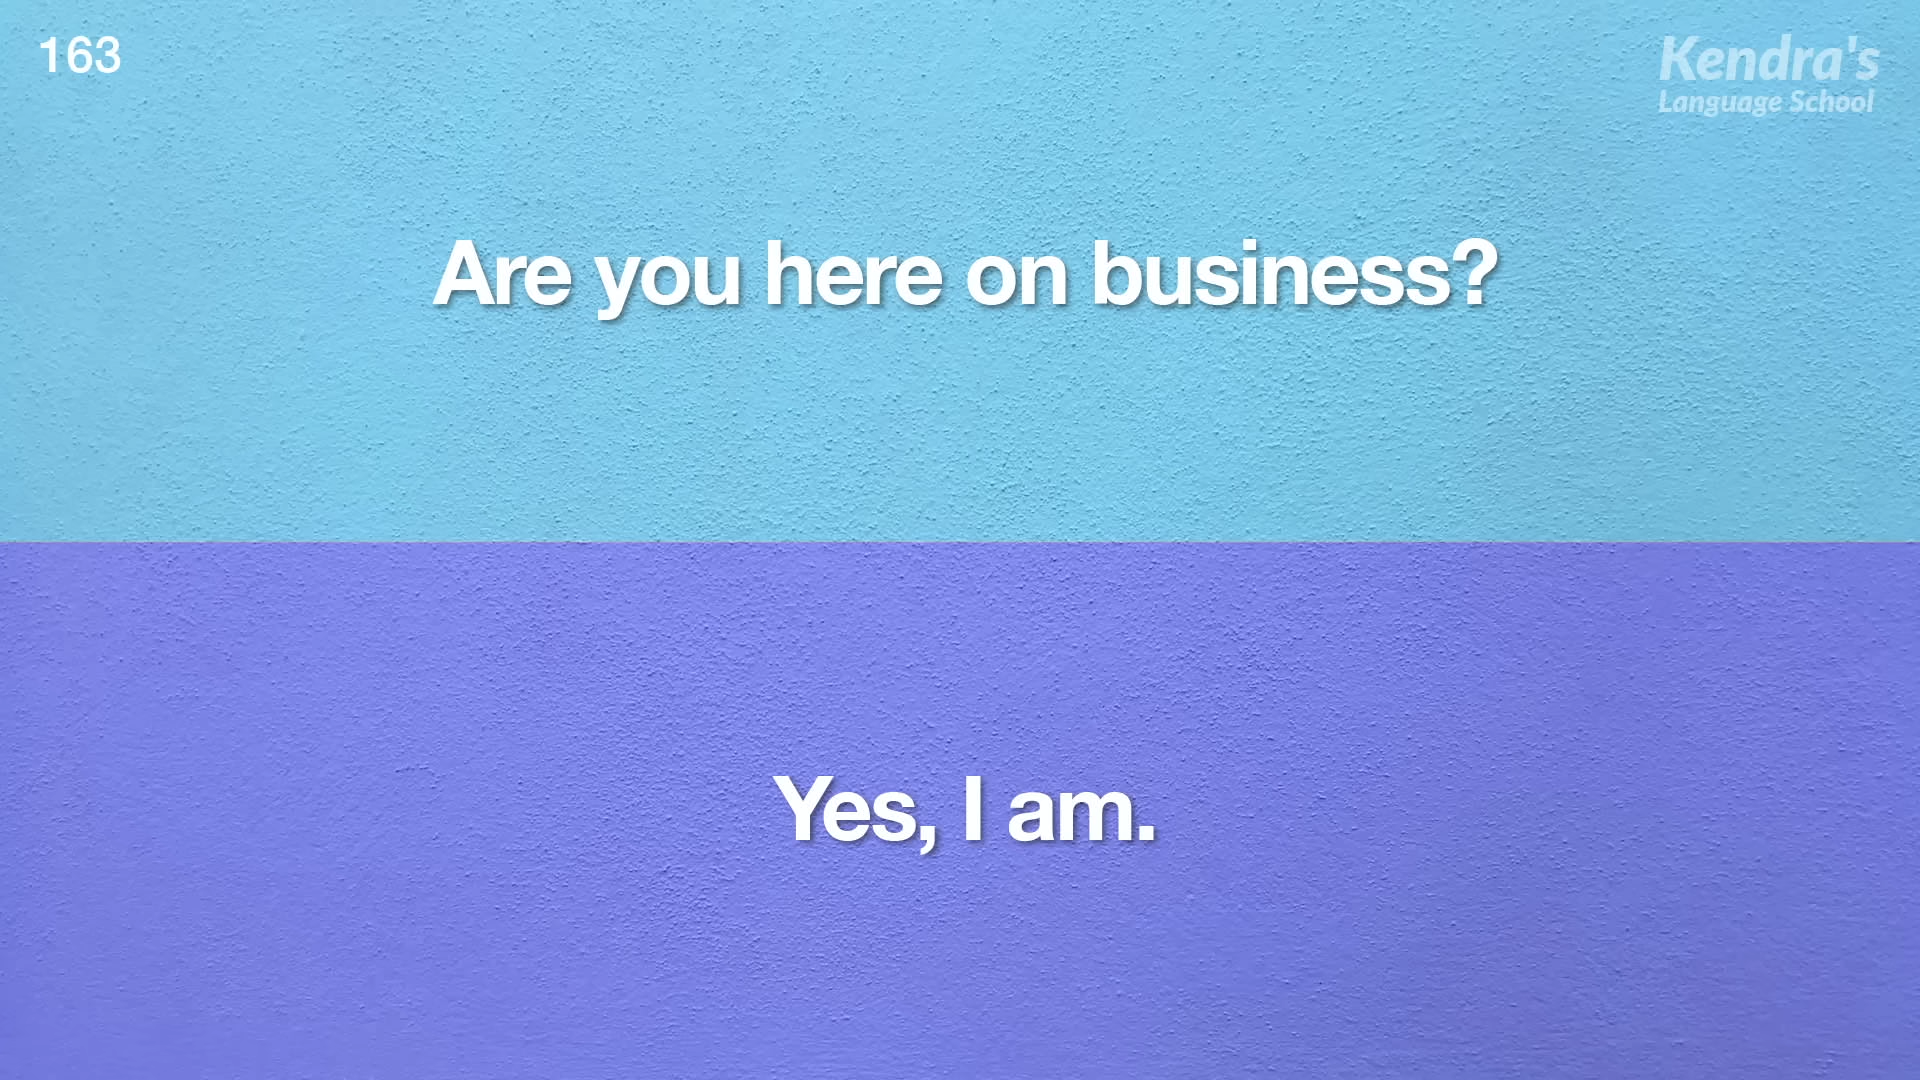 163
Kendra's
Language School
Are you here on business?
Yes, I am.